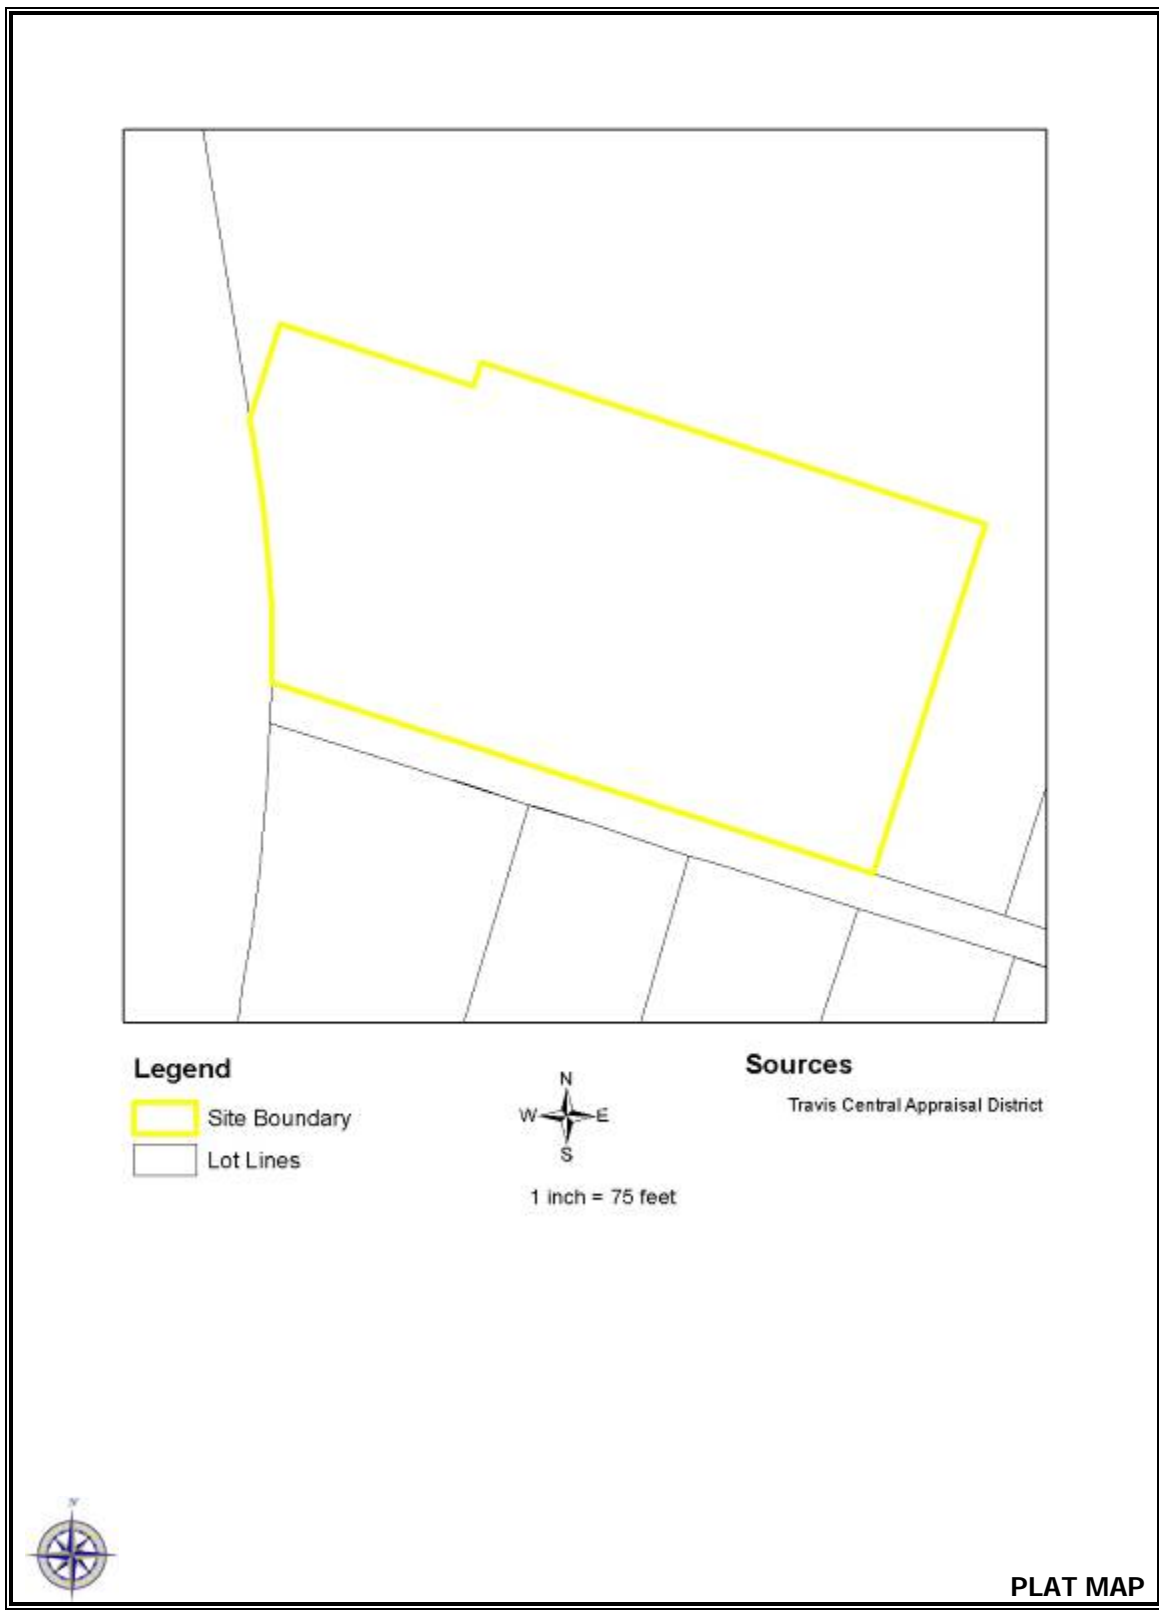 Legend
Site Boundary
Lot Lines
N
W E
S
1 inch = 75 feet
Sources
Travis Central Appraisal District
N
PLAT MAP